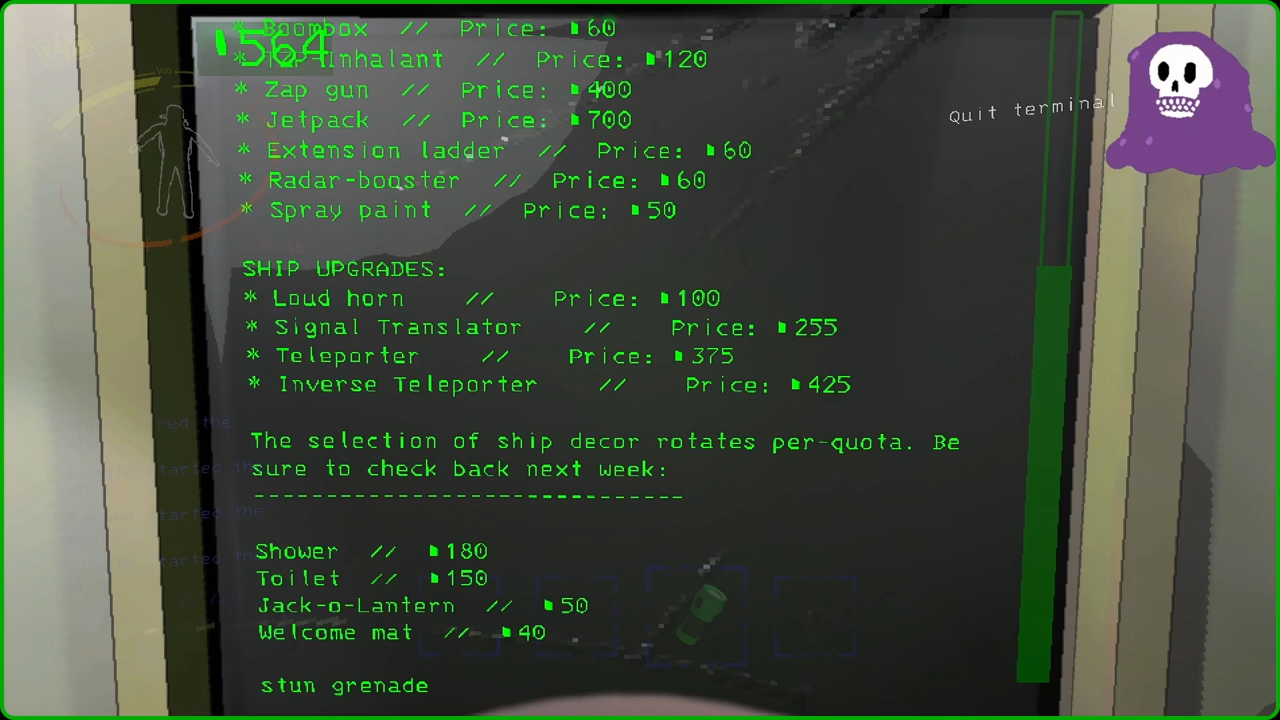 * Boombox // Price: ▮60
▮564
* TZP-Inhalant // Price: ▮120
* Zap gun // Price: ▮400
* Jetpack // Price: ▮700
* Extension ladder // Price: ▮60
* Radar-booster // Price: ▮60
* Spray paint // Price: ▮50
Quit terminal
SHIP UPGRADES:
* Loud horn // Price: ▮100
* Signal Translator // Price: ▮255
* Teleporter // Price: ▮375
* Inverse Teleporter // Price: ▮425
The selection of ship decor rotates per-quota. Be
sure to check back next week:
------------------------------
Shower // ▮180
Toilet // ▮150
Jack-o-Lantern // ▮50
Welcome mat // ▮40
stun grenade